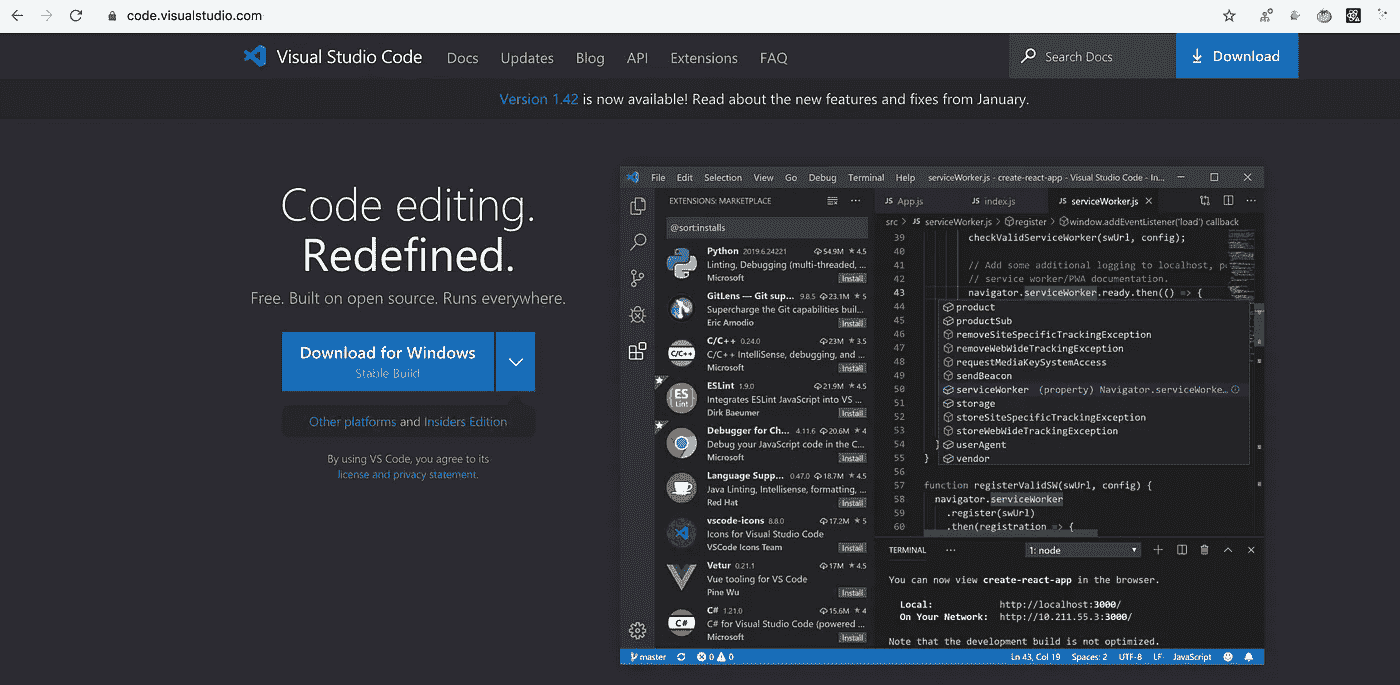 code.visualstudio.com
Visual Studio Code Docs Updates Blog API Extensions FAQ
Search Docs
Download
Version 1.42 is now available! Read about the new features and fixes from January.
Code editing.
Redefined.
Free. Built on open source. Runs everywhere.
Download for Windows
Stable Build
Other platforms and Insiders Edition
By using VS Code, you agree to its
license and privacy statement.
File Edit Selection View Go Debug Terminal Help serviceWorker.js - create-react-app - Visual Studio Code - In...
EXTENSIONS: MARKETPLACE
@sort:installs
Python 2019.6.24221 54.9M ★ 4.5
Linting, Debugging (multi-threaded, ...
Microsoft Install
GitLens — Git sup... 9.8.5 23.1M ★ 5
Supercharge the Git capabilities buil...
Eric Amodio Install
C/C++ 0.24.0 23M ★ 3.5
C/C++ IntelliSense, debugging, and ...
Microsoft Install
ESLint 1.9.0 21.9M ★ 4.5
Integrates ESLint JavaScript into VS ...
Dirk Baeumer Install
Debugger for Ch... 4.11.6 20.6M ★ 4
Debug your JavaScript code in the C...
Microsoft Install
Language Supp... 0.47.0 18.7M ★ 4.5
Java Linting, Intellisense, formatting, ...
Red Hat Install
vscode-icons 8.8.0 17.2M ★ 5
Icons for Visual Studio Code
VSCode Icons Team Install
Vetur 0.21.1 17M ★ 4.5
Vue tooling for VS Code
Pine Wu Install
C# 1.21.0 15.6M ★ 4
C# for Visual Studio Code (powered ...
Microsoft Install
JS App.js JS index.js JS serviceWorker.js
src > JS serviceWorker.js > register > window.addEventListener('load') callback
39 checkValidServiceWorker(swUrl, config);
40
41 // Add some additional logging to localhost, p
42 // service worker/PWA documentation.
43 navigator.serviceWorker.ready.then(() => {
44 product
45 productSub
46 removeSiteSpecificTrackingException
47 removeWebWideTrackingException
48 requestMediaKeySystemAccess
49 sendBeacon
50 serviceWorker (property) Navigator.serviceWorke...
51 storage
52 storeSiteSpecificTrackingException
53 storeWebWideTrackingException
54 } userAgent
55 } vendor
56
57 function registerValidSW(swUrl, config) {
58 navigator.serviceWorker
59 .register(swUrl)
60 .then(registration => {
TERMINAL ... 1: node
You can now view create-react-app in the browser.
Local: http://localhost:3000/
On Your Network: http://10.211.55.3:3000/
Note that the development build is not optimized.
master 0 0 Ln 43, Col 19 Spaces: 2 UTF-8 LF JavaScript